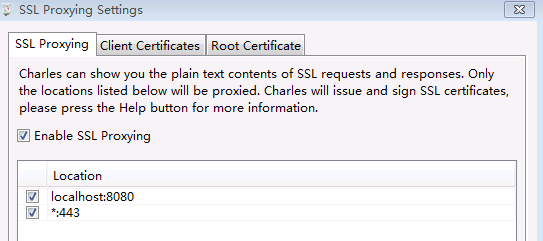 SSL Proxying Settings
SSL Proxying Client Certificates Root Certificate
Charles can show you the plain text contents of SSL requests and responses. Only
the locations listed below will be proxied. Charles will issue and sign SSL certificates,
please press the Help button for more information.
Enable SSL Proxying
Location
localhost:8080
*:443